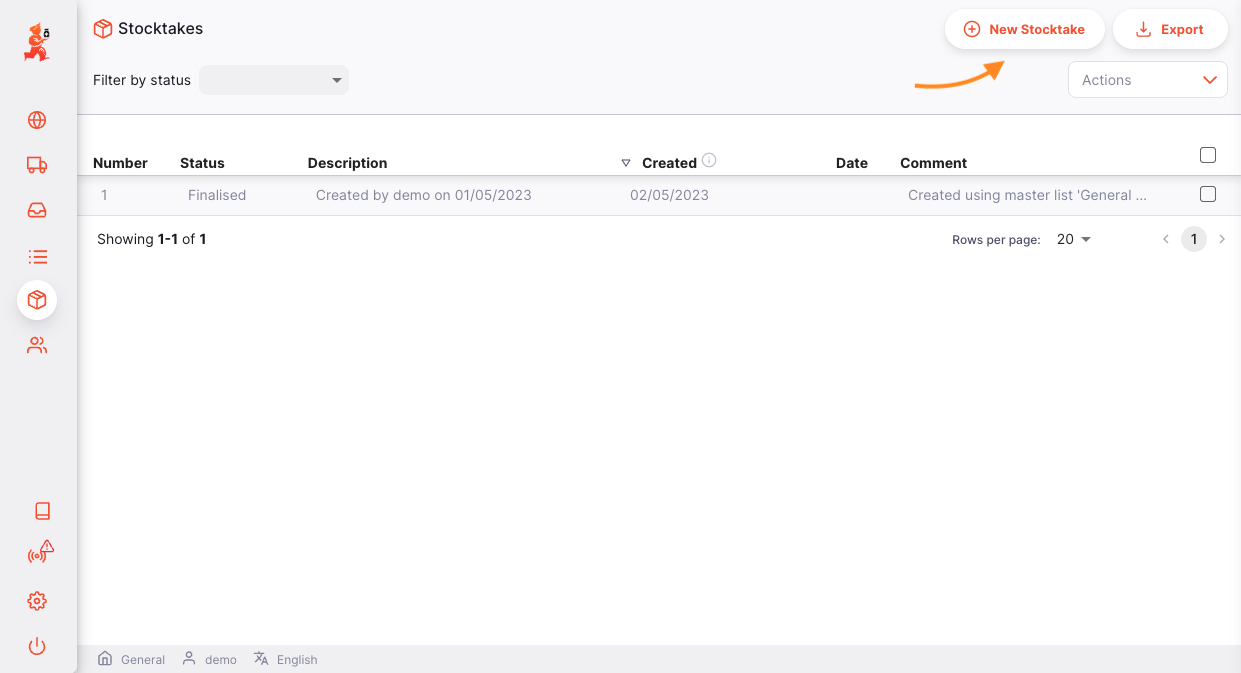 Stocktakes
New Stocktake
Export
Filter by status
Actions
Number Status Description Created Date Comment
1 Finalised Created by demo on 01/05/2023 02/05/2023 Created using master list 'General ...
Showing 1-1 of 1 Rows per page: 20 1
General demo English